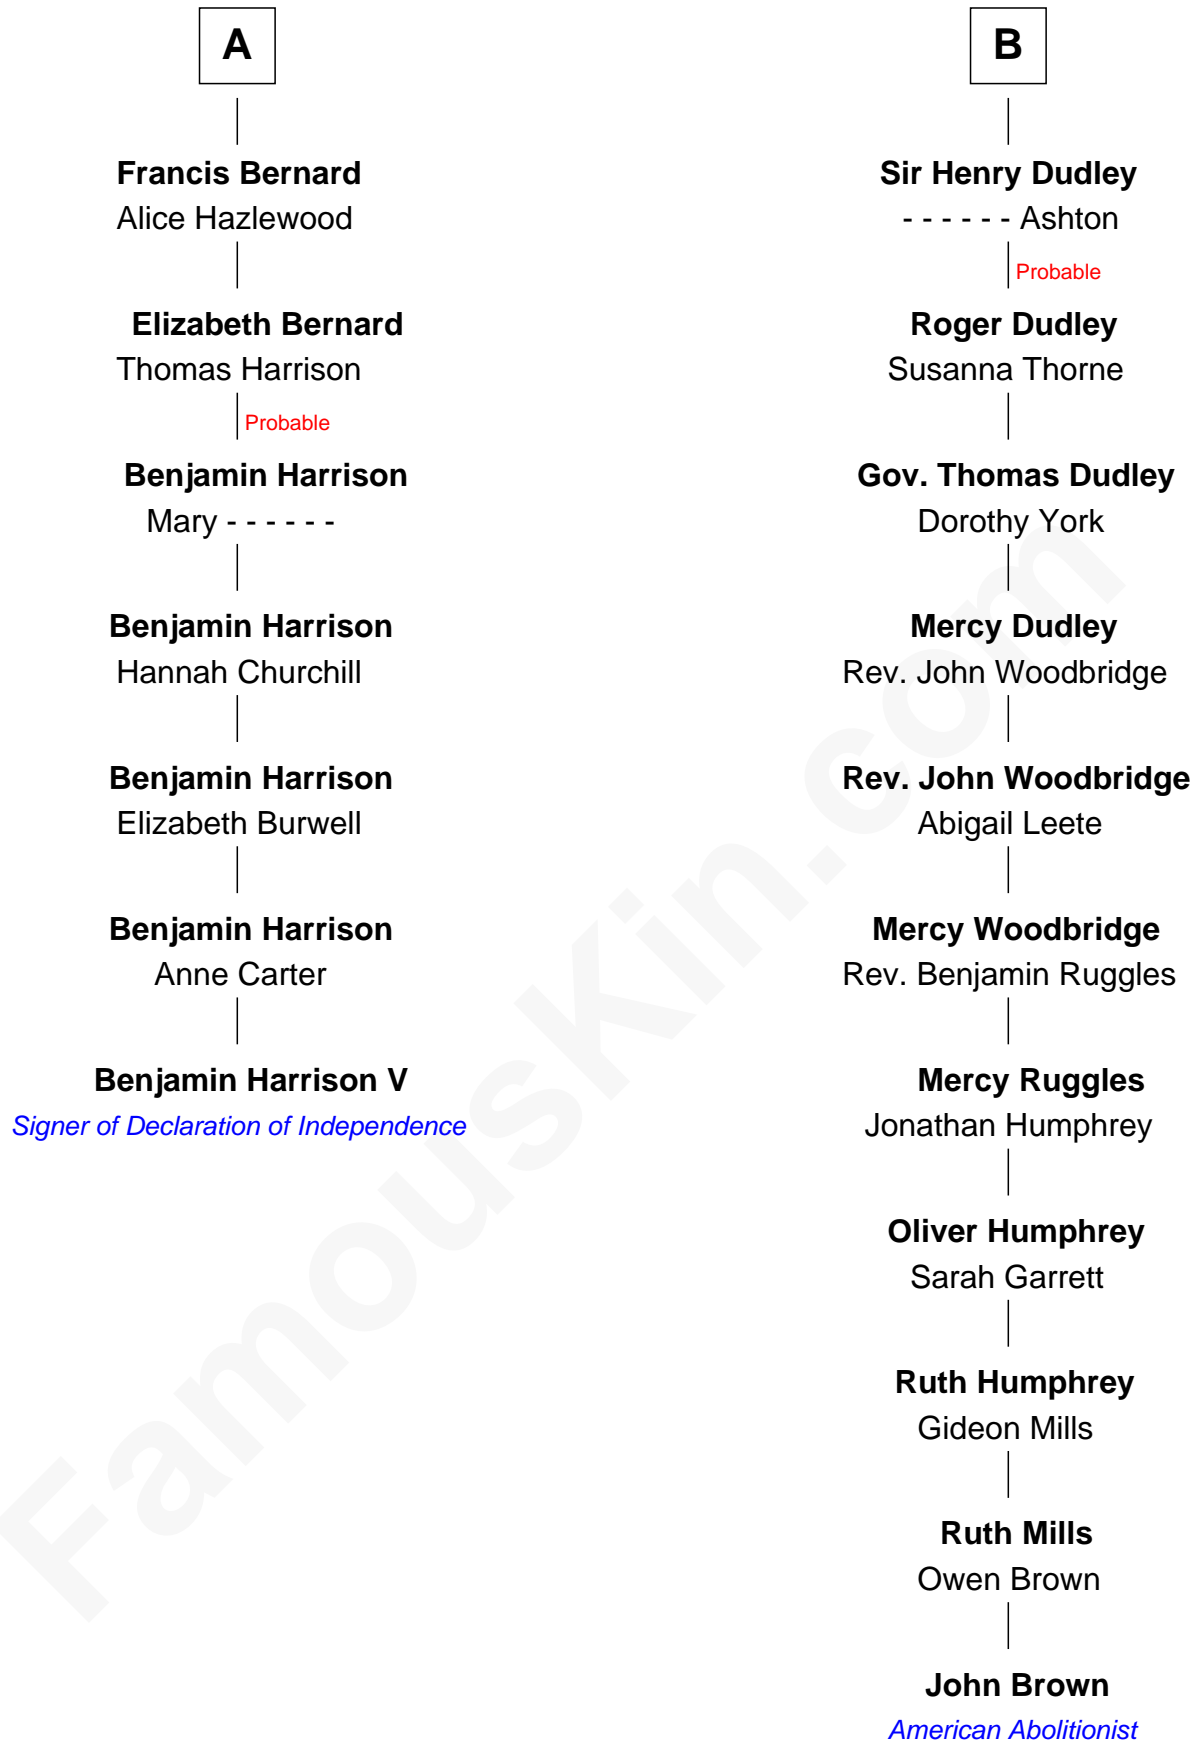 A
Francis Bernard
Alice Hazlewood
Elizabeth Bernard
Thomas Harrison
Probable
Benjamin Harrison
Mary - - - - - -
Benjamin Harrison
Hannah Churchill
Benjamin Harrison
Elizabeth Burwell
Benjamin Harrison
Anne Carter
Benjamin Harrison V
Signer of Declaration of Independence
B
Sir Henry Dudley
- - - - - - Ashton
Probable
Roger Dudley
Susanna Thorne
Gov. Thomas Dudley
Dorothy York
Mercy Dudley
Rev. John Woodbridge
Rev. John Woodbridge
Abigail Leete
Mercy Woodbridge
Rev. Benjamin Ruggles
Mercy Ruggles
Jonathan Humphrey
Oliver Humphrey
Sarah Garrett
Ruth Humphrey
Gideon Mills
Ruth Mills
Owen Brown
John Brown
American Abolitionist
FamousKin.com